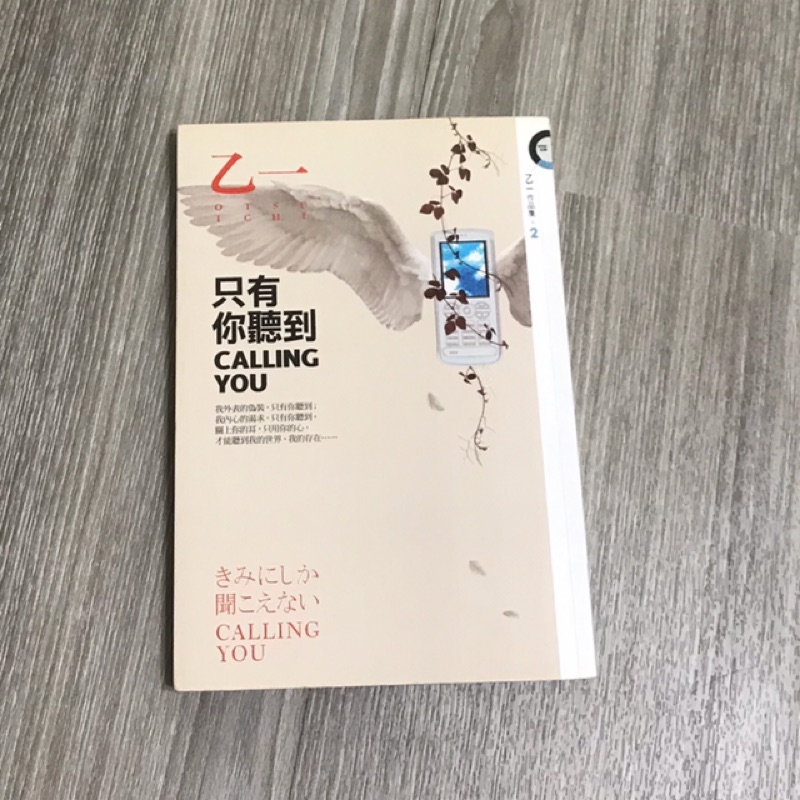 乙一
OTSU
ICHI
只有
你聽到
CALLING
YOU
我外表的偽裝，只有你聽到；
我內心的渴求，只有你聽到。
關上你的耳，只用你的心，
才能聽到我的世界、我的存在⋯⋯
きみにしか
聞こえない
CALLING
YOU
乙一作品集 2